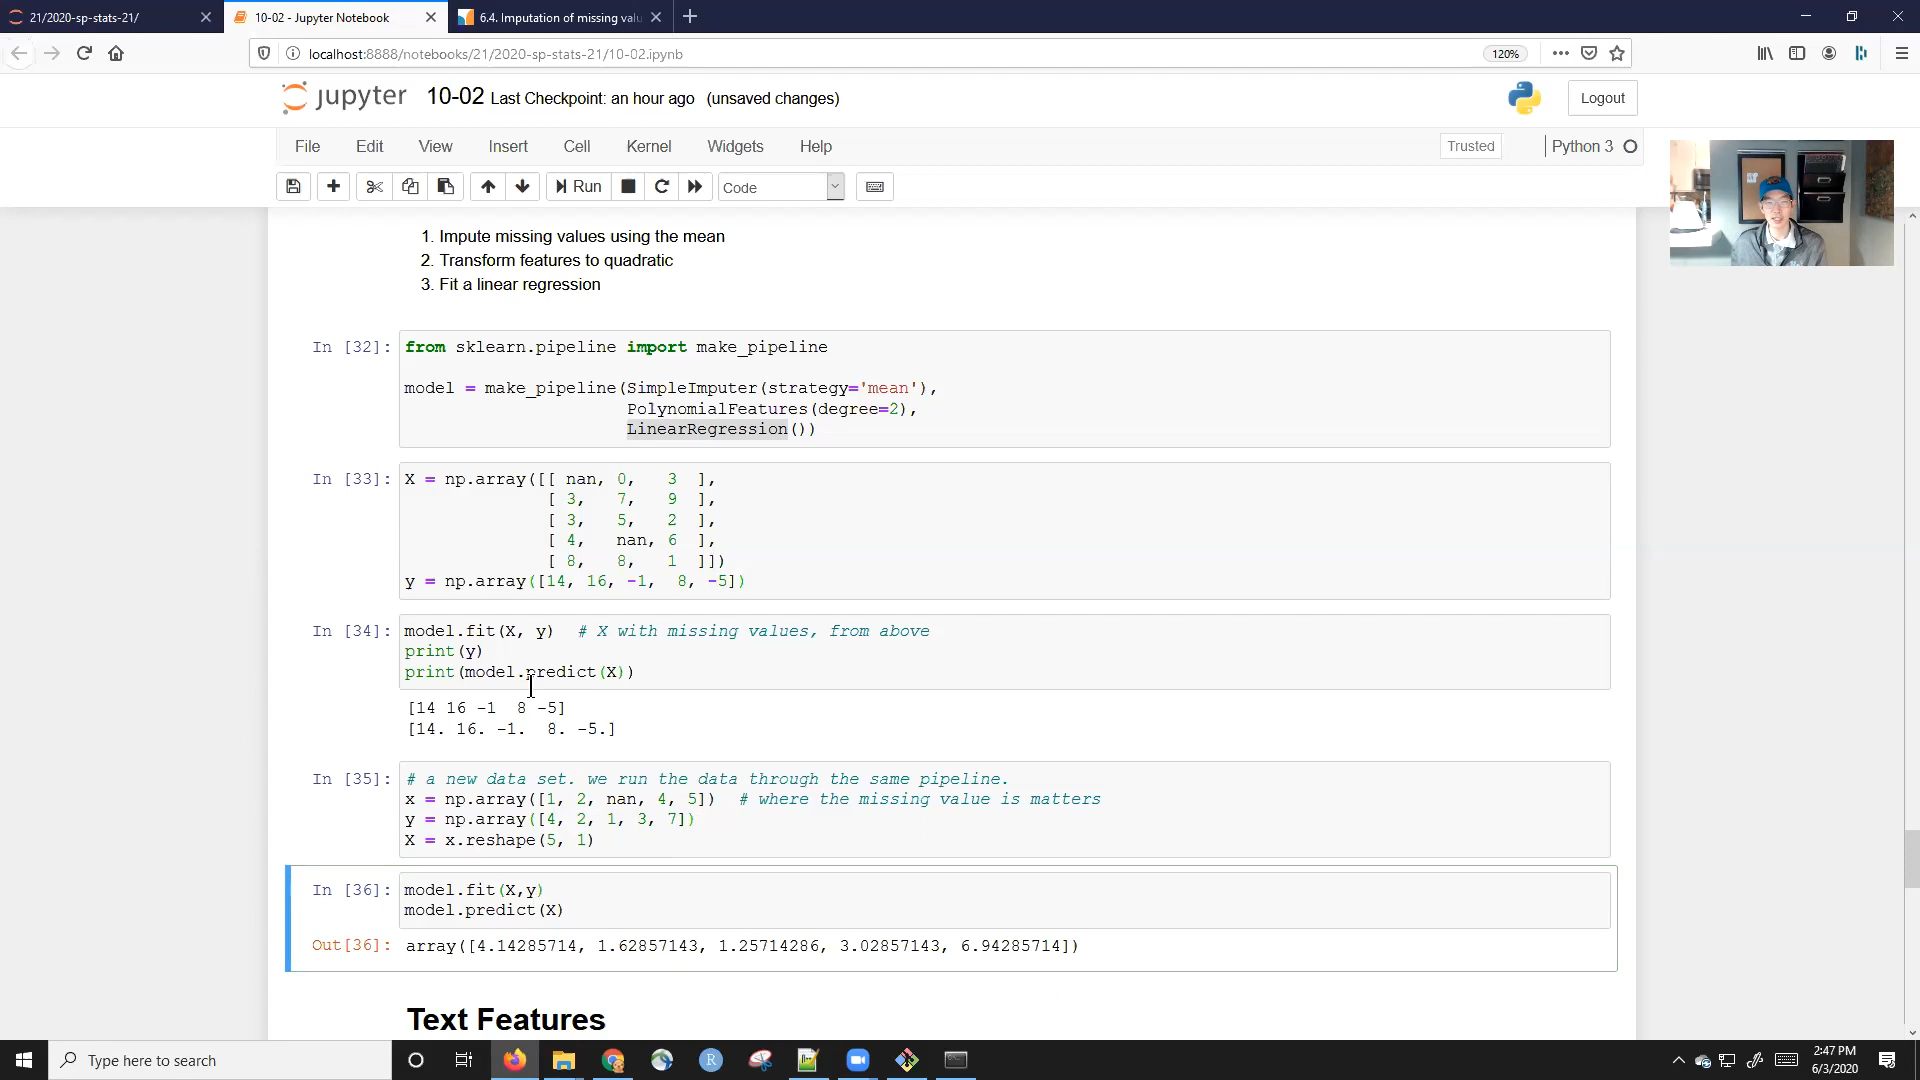 21/2020-sp-stats-21/
10-02 - Jupyter Notebook
6.4. Imputation of missing valu
localhost:8888/notebooks/21/2020-sp-stats-21/10-02.ipynb
120%
jupyter 10-02 Last Checkpoint: an hour ago (unsaved changes)
Logout
File Edit View Insert Cell Kernel Widgets Help
Trusted
Python 3
Run
Code
1. Impute missing values using the mean
2. Transform features to quadratic
3. Fit a linear regression
In [32]: from sklearn.pipeline import make_pipeline
model = make_pipeline(SimpleImputer(strategy='mean'),
PolynomialFeatures(degree=2),
LinearRegression())
In [33]: X = np.array([[ nan, 0, 3 ],
[ 3, 7, 9 ],
[ 3, 5, 2 ],
[ 4, nan, 6 ],
[ 8, 8, 1 ]])
y = np.array([14, 16, -1, 8, -5])
In [34]: model.fit(X, y) # X with missing values, from above
print(y)
print(model.predict(X))
[14 16 -1 8 -5]
[14. 16. -1. 8. -5.]
In [35]: # a new data set. we run the data through the same pipeline.
x = np.array([1, 2, nan, 4, 5]) # where the missing value is matters
y = np.array([4, 2, 1, 3, 7])
X = x.reshape(5, 1)
In [36]: model.fit(X,y)
model.predict(X)
Out[36]: array([4.14285714, 1.62857143, 1.25714286, 3.02857143, 6.94285714])
Text Features
Type here to search
R
2:47 PM
6/3/2020